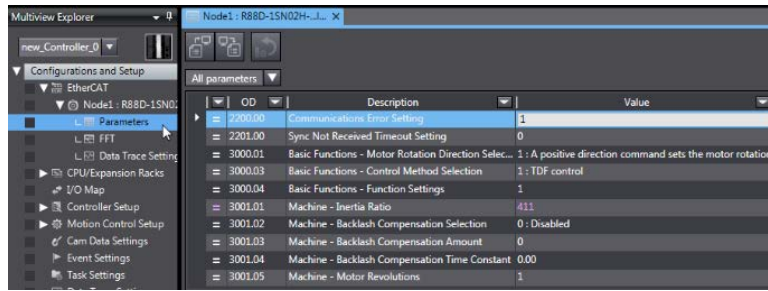 Multiview Explorer
Node1 : R88D-1SN02H-...l...
new_Controller_0
Configurations and Setup
EtherCAT
Node1 : R88D-1SN0
Parameters
FFT
Data Trace Setting
CPU/Expansion Racks
I/O Map
Controller Setup
Motion Control Setup
Cam Data Settings
Event Settings
Task Settings
All parameters
OD Description Value
= 2200.00 Communications Error Setting 1
= 2201.00 Sync Not Received Timeout Setting 0
= 3000.01 Basic Functions - Motor Rotation Direction Selec... 1 : A positive direction command sets the motor rotation
= 3000.03 Basic Functions - Control Method Selection 1 : TDF control
= 3000.04 Basic Functions - Function Settings 1
= 3001.01 Machine - Inertia Ratio 411
= 3001.02 Machine - Backlash Compensation Selection 0 : Disabled
= 3001.03 Machine - Backlash Compensation Amount 0
= 3001.04 Machine - Backlash Compensation Time Constant 0.00
= 3001.05 Machine - Motor Revolutions 1